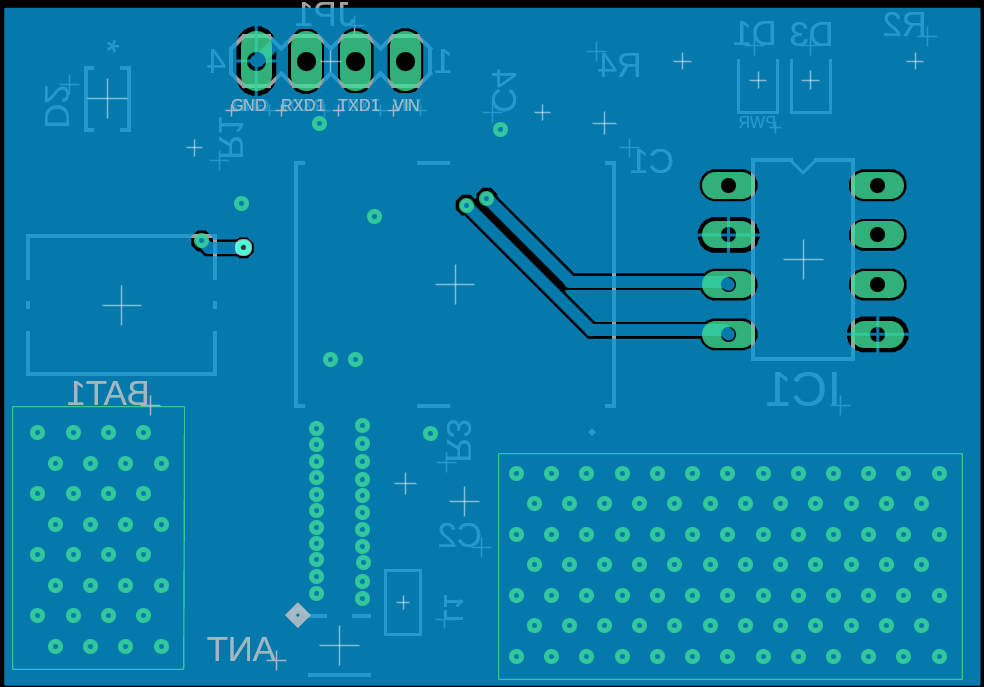 JP1
D1 D3 R2
4 1
R4
D2 *
GND RXD1 TXD1 VIN
C4
PWR
R1
C1
BAT1
IC1
R3
C2
ANT